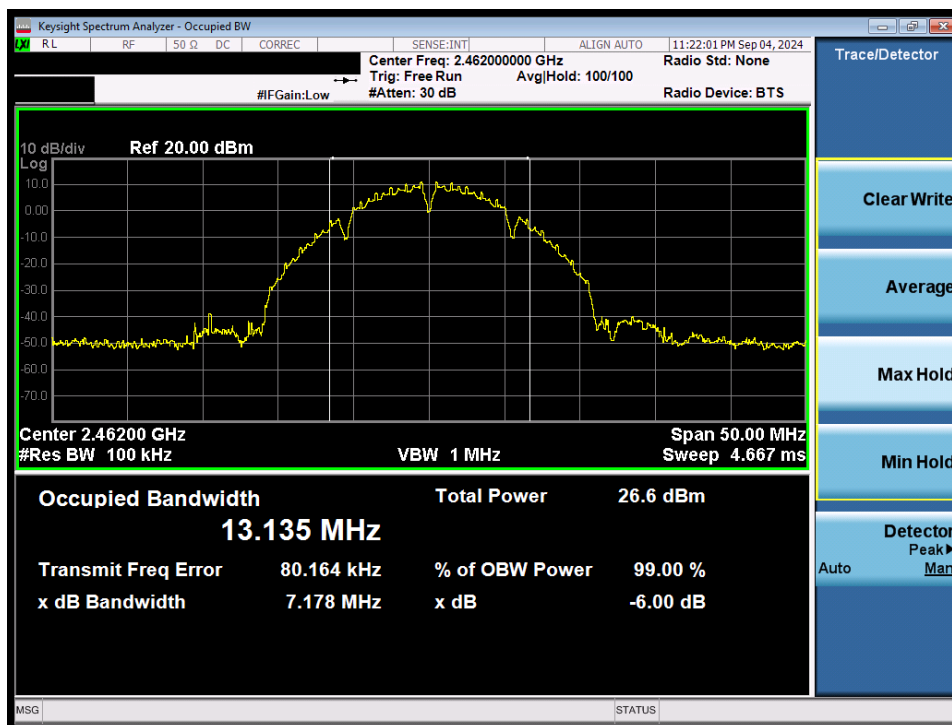 Keysight Spectrum Analyzer - Occupied BW
LXI RL RF 50 Ω DC CORREC SENSE:INT ALIGN AUTO 11:22:01 PM Sep 04, 2024
Center Freq: 2.462000000 GHz Radio Std: None
Trig: Free Run Avg|Hold: 100/100
#IFGain:Low #Atten: 30 dB Radio Device: BTS
Trace/Detector
10 dB/div Ref 20.00 dBm
Log
10.0
0.00
-10.0
-20.0
-30.0
-40.0
-50.0
-60.0
-70.0
Center 2.46200 GHz Span 50.00 MHz
#Res BW 100 kHz VBW 1 MHz Sweep 4.667 ms
Occupied Bandwidth Total Power 26.6 dBm
13.135 MHz
Transmit Freq Error 80.164 kHz % of OBW Power 99.00 %
x dB Bandwidth 7.178 MHz x dB -6.00 dB
Clear Write
Average
Max Hold
Min Hold
Detector
Peak▶
Auto Man
MSG STATUS